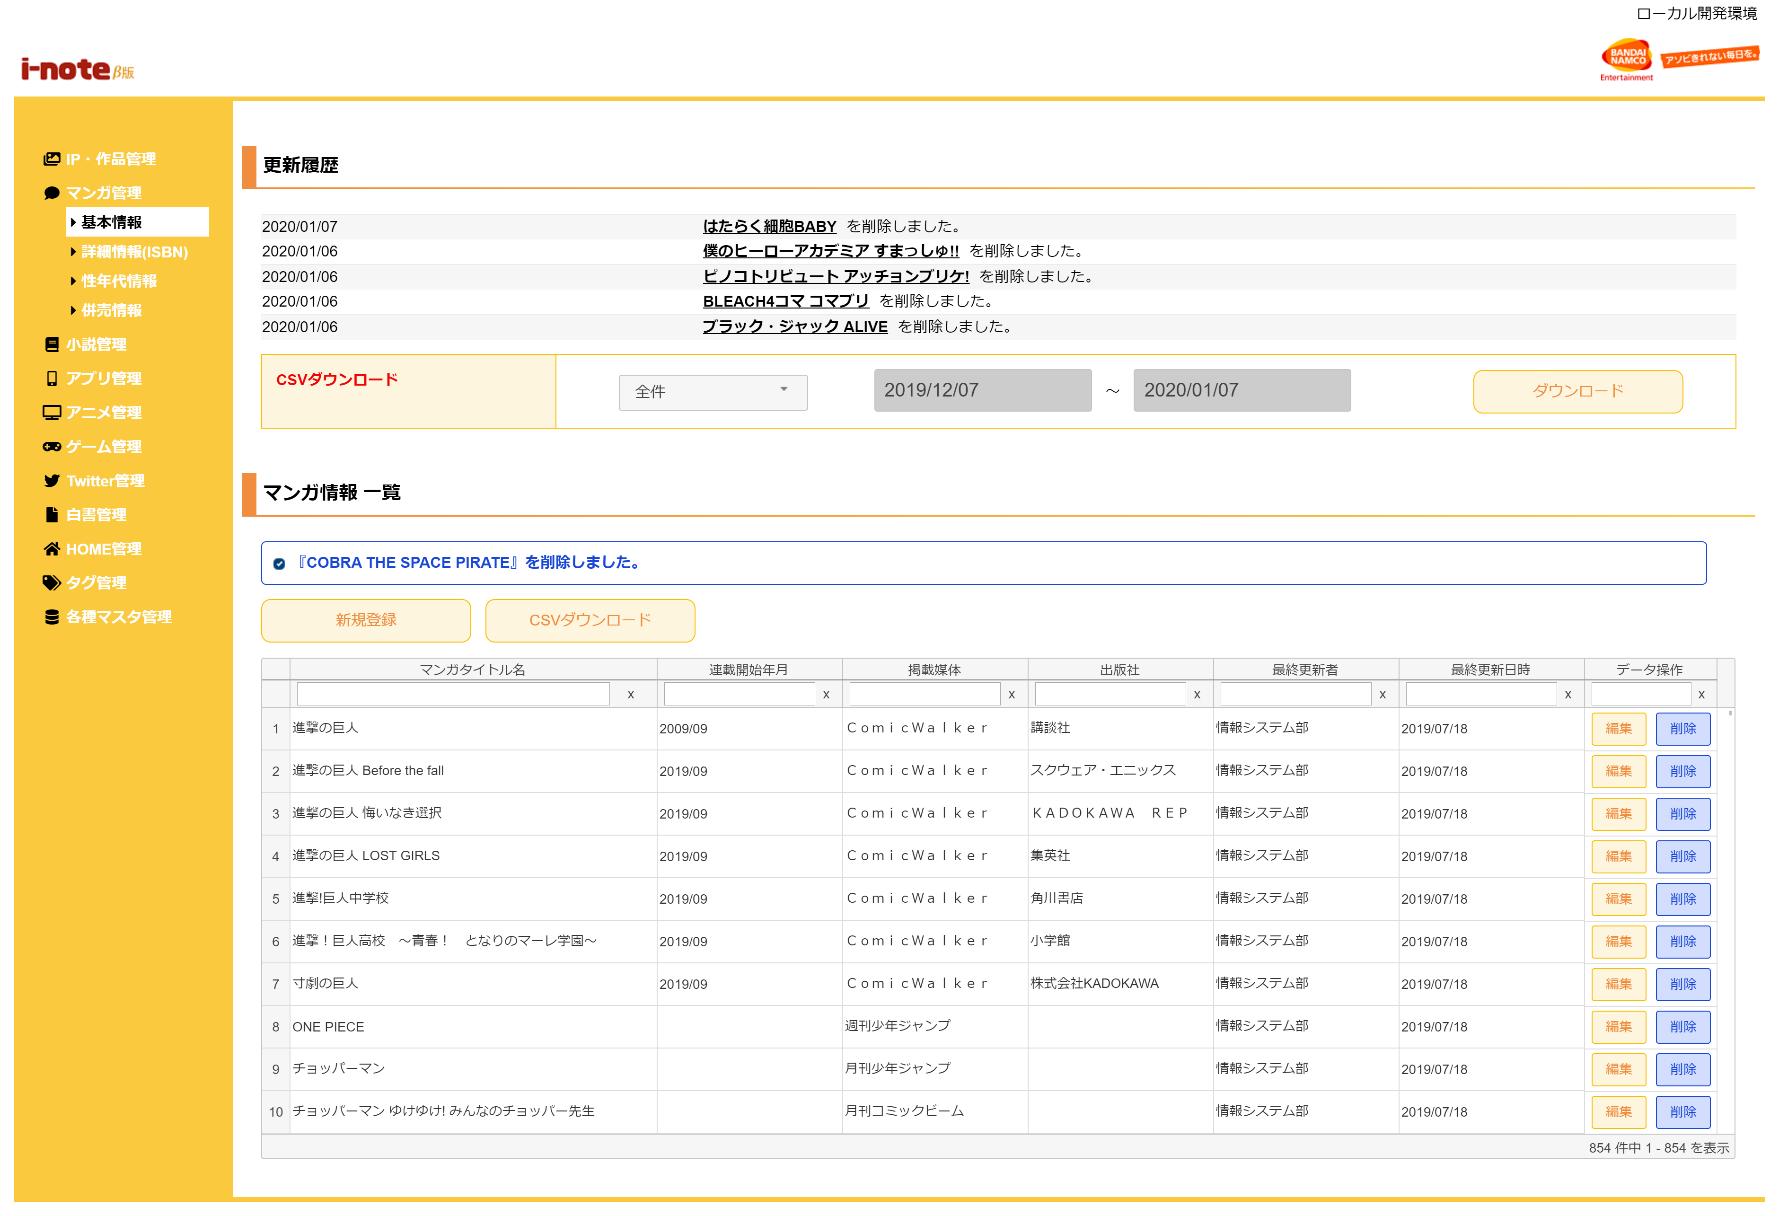 ローカル開発環境
i-note β版
BANDAI
NAMCO
Entertainment
アソビきれない毎日を。
IP・作品管理
マンガ管理
基本情報
詳細情報(ISBN)
性年代情報
併売情報
小説管理
アプリ管理
アニメ管理
ゲーム管理
Twitter管理
白書管理
HOME管理
タグ管理
各種マスタ管理
更新履歴
2020/01/07 はたらく細胞BABY を削除しました。
2020/01/06 僕のヒーローアカデミア すまっしゅ!! を削除しました。
2020/01/06 ピノコトリビュート アッチョンブリケ! を削除しました。
2020/01/06 BLEACH4コマ コマブリ を削除しました。
2020/01/06 ブラック・ジャック ALIVE を削除しました。
CSVダウンロード 全件 2019/12/07 ～ 2020/01/07 ダウンロード
マンガ情報 一覧
『COBRA THE SPACE PIRATE』を削除しました。
新規登録 CSVダウンロード
マンガタイトル名 連載開始年月 掲載媒体 出版社 最終更新者 最終更新日時 データ操作
x x x x x x x
1 進撃の巨人 2009/09 ＣｏｍｉｃＷａｌｋｅｒ 講談社 情報システム部 2019/07/18 編集 削除
2 進撃の巨人 Before the fall 2019/09 ＣｏｍｉｃＷａｌｋｅｒ スクウェア・エニックス 情報システム部 2019/07/18 編集 削除
3 進撃の巨人 悔いなき選択 2019/09 ＣｏｍｉｃＷａｌｋｅｒ ＫＡＤＯＫＡＷＡ　ＲＥＰ 情報システム部 2019/07/18 編集 削除
4 進撃の巨人 LOST GIRLS 2019/09 ＣｏｍｉｃＷａｌｋｅｒ 集英社 情報システム部 2019/07/18 編集 削除
5 進撃!巨人中学校 2019/09 ＣｏｍｉｃＷａｌｋｅｒ 角川書店 情報システム部 2019/07/18 編集 削除
6 進撃！巨人高校　～青春！　となりのマーレ学園～ 2019/09 ＣｏｍｉｃＷａｌｋｅｒ 小学館 情報システム部 2019/07/18 編集 削除
7 寸劇の巨人 2019/09 ＣｏｍｉｃＷａｌｋｅｒ 株式会社KADOKAWA 情報システム部 2019/07/18 編集 削除
8 ONE PIECE 週刊少年ジャンプ 情報システム部 2019/07/18 編集 削除
9 チョッパーマン 月刊少年ジャンプ 情報システム部 2019/07/18 編集 削除
10 チョッパーマン ゆけゆけ! みんなのチョッパー先生 月刊コミックビーム 情報システム部 2019/07/18 編集 削除
854 件中 1 - 854 を表示